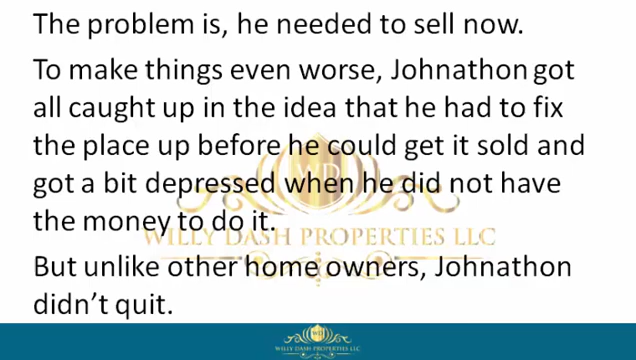 The problem is, he needed to sell now.
To make things even worse, Johnathon got
all caught up in the idea that he had to fix
the place up before he could get it sold and
got a bit depressed when he did not have
the money to do it.
WILLY DASH PROPERTIES LLC
But unlike other home owners, Johnathon
didn’t quit.
WILLY DASH PROPERTIES LLC